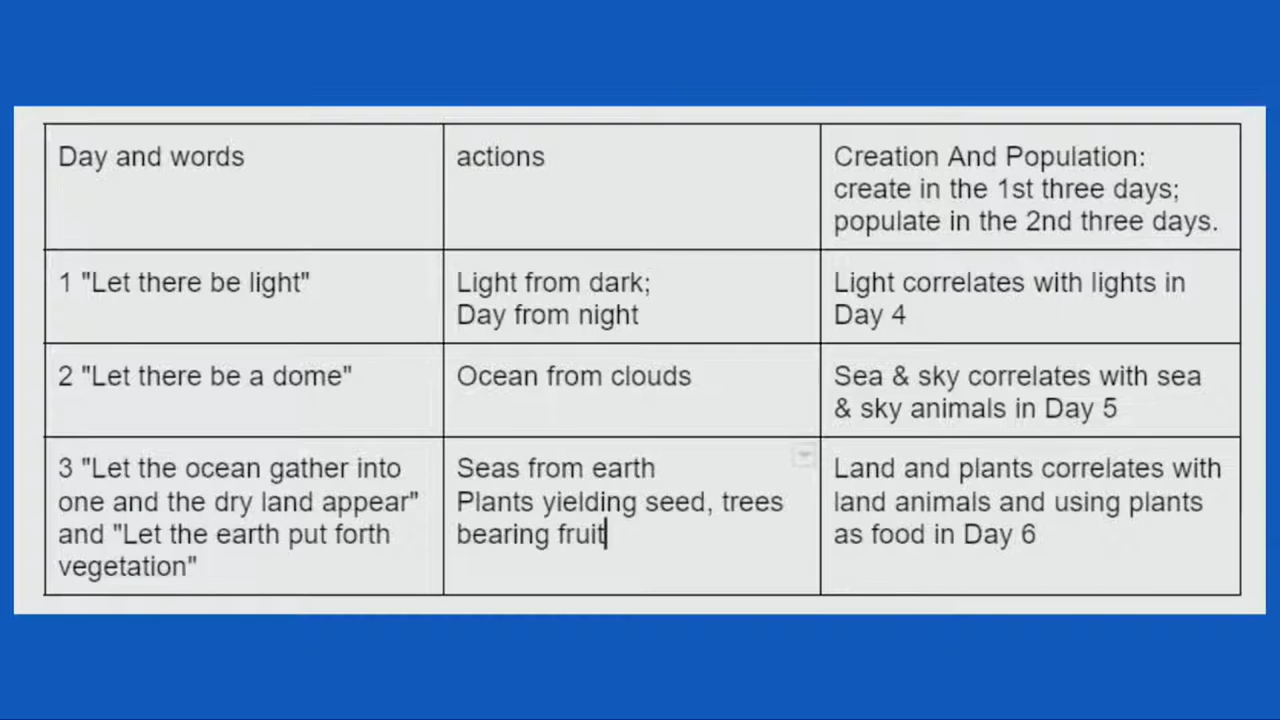 Day and words
actions
Creation And Population:
create in the 1st three days;
populate in the 2nd three days.
1 "Let there be light"
Light from dark;
Day from night
Light correlates with lights in
Day 4
2 "Let there be a dome"
Ocean from clouds
Sea & sky correlates with sea
& sky animals in Day 5
3 "Let the ocean gather into
one and the dry land appear"
and "Let the earth put forth
vegetation"
Seas from earth
Plants yielding seed, trees
bearing fruit
Land and plants correlates with
land animals and using plants
as food in Day 6